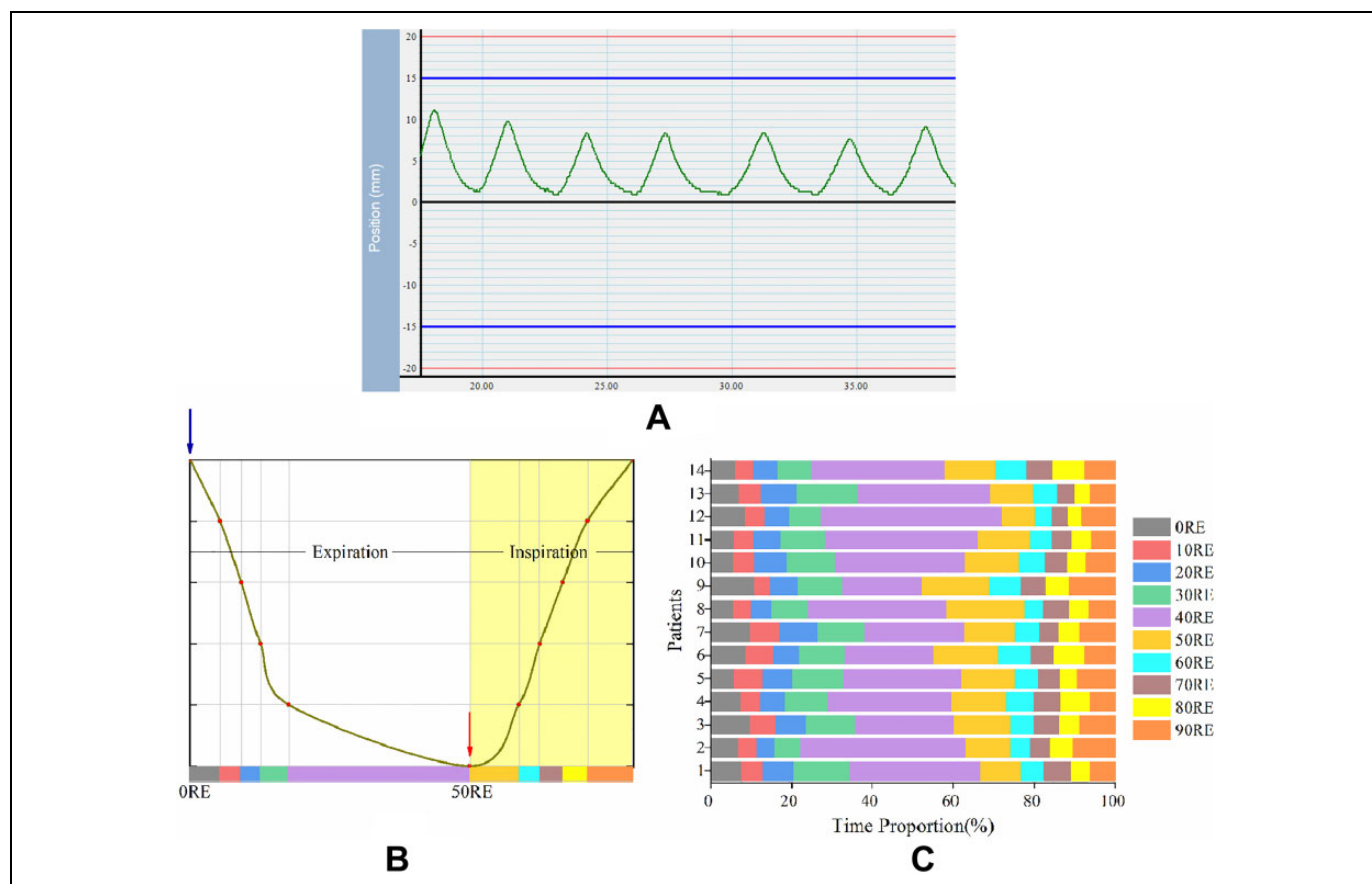 20
15
10
5
0
-5
-10
-15
-20
Position (mm)
20.00 25.00 30.00 35.00
A
Expiration Inspiration
0RE 50RE
B
14
13
12
11
10
9
8
7
6
5
4
3
2
1
Patients
0 20 40 60 80 100
Time Proportion(%)
0RE
10RE
20RE
30RE
40RE
50RE
60RE
70RE
80RE
90RE
C